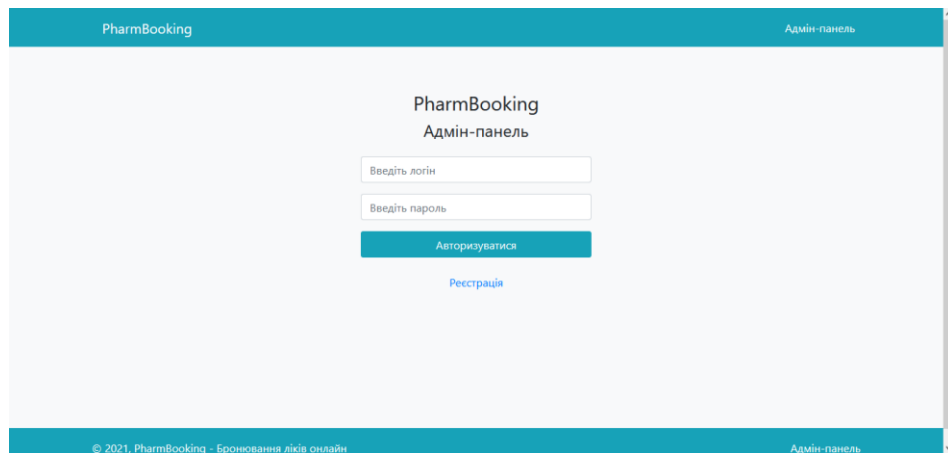 PharmBooking Адмін-панель
PharmBooking
Адмін-панель
Введіть логін
Введіть пароль
Авторизуватися
Реєстрація
© 2021, PharmBooking - Бронювання ліків онлайн Адмін-панель